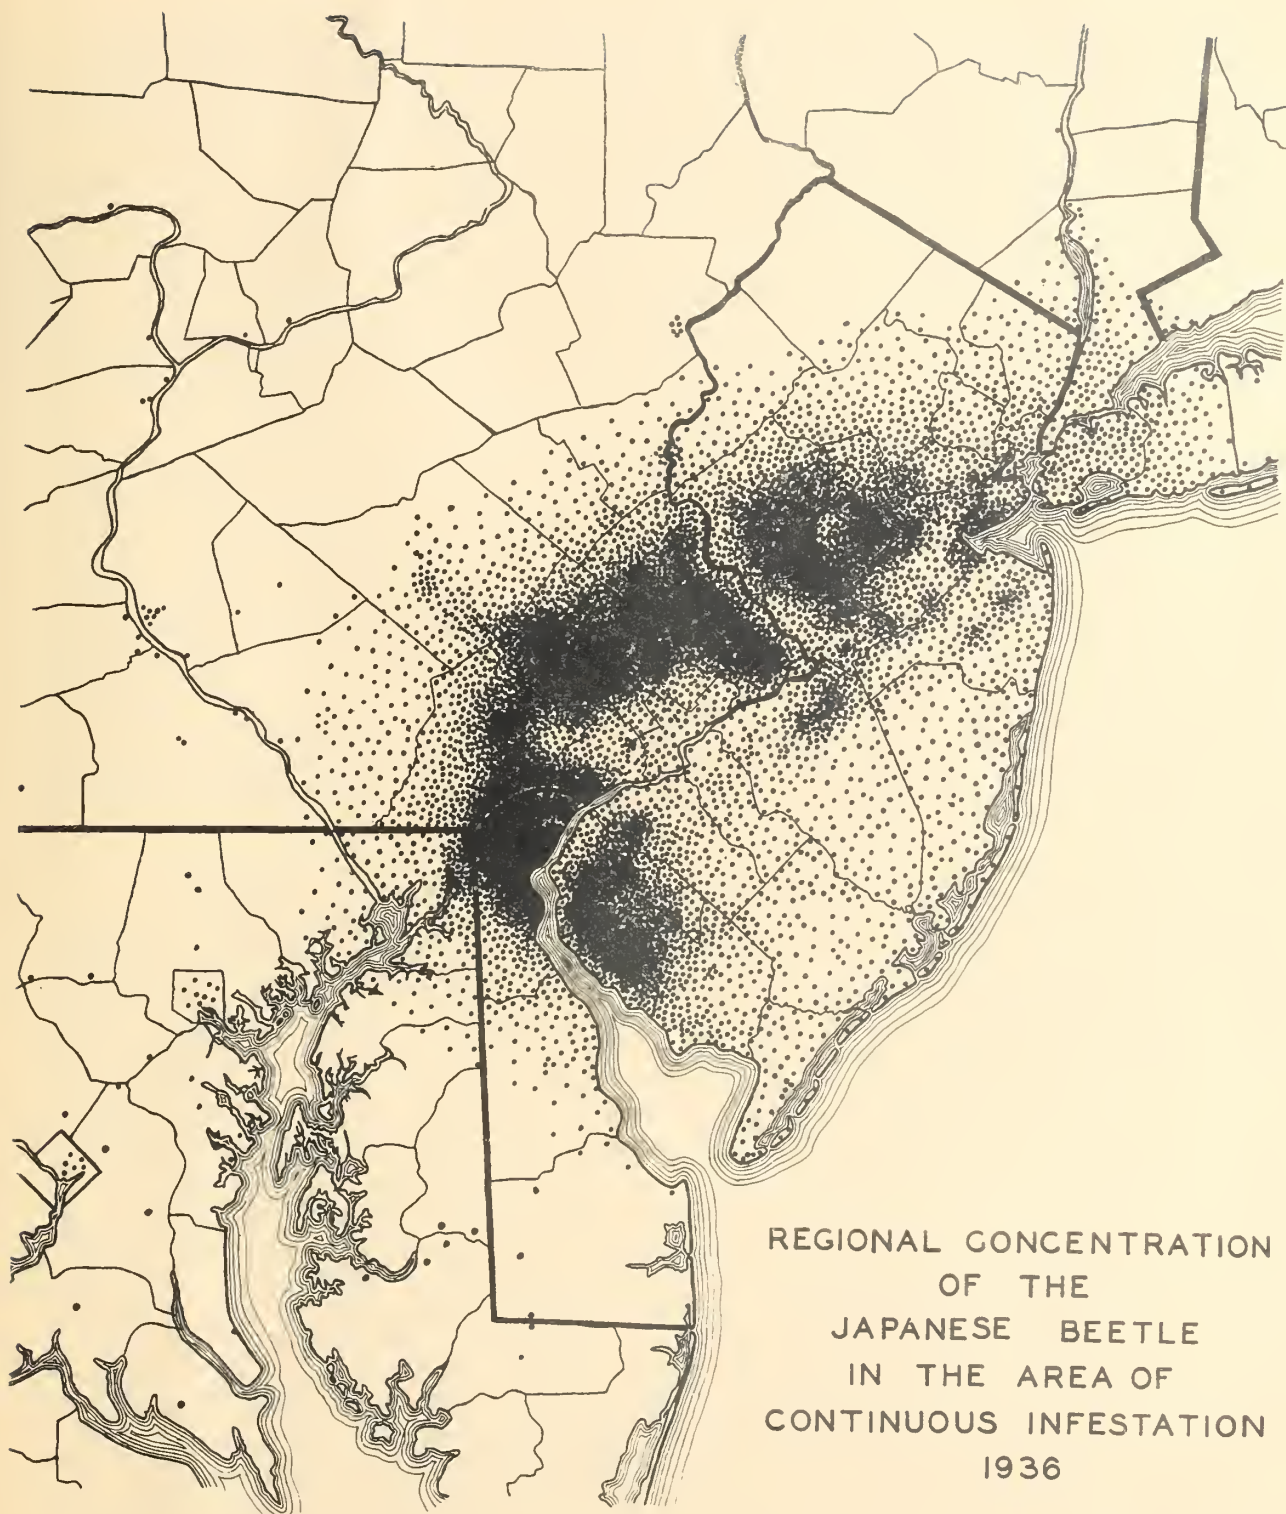 REGIONAL CONCENTRATION
OF THE
JAPANESE BEETLE
IN THE AREA OF
CONTINUOUS INFESTATION
1936